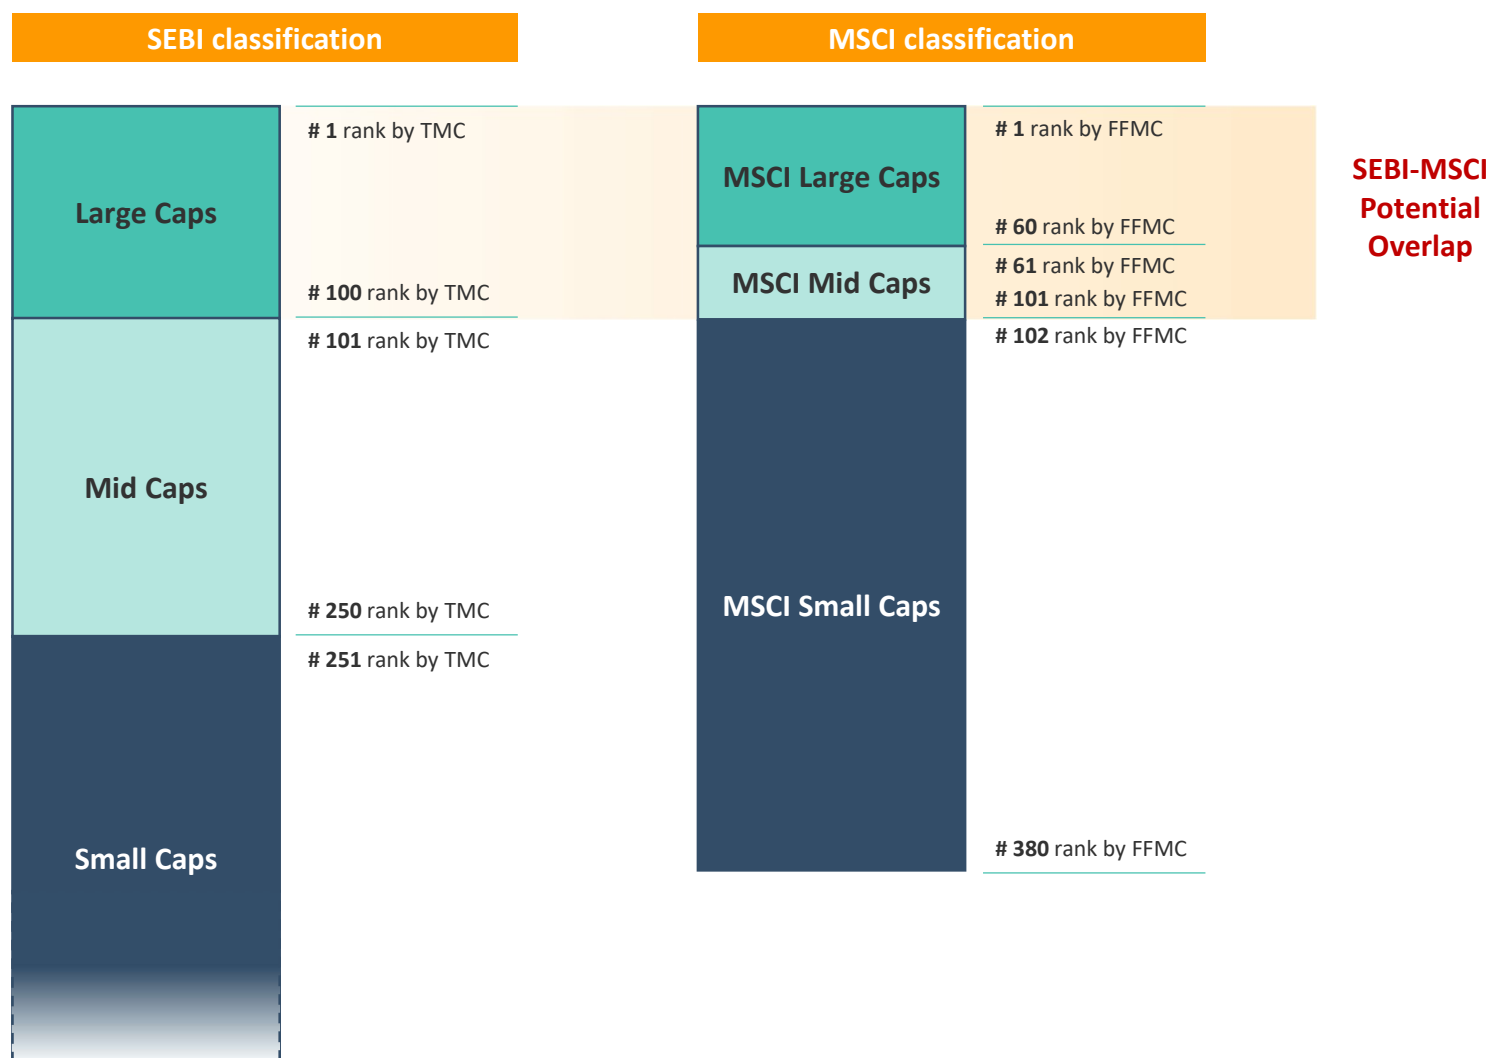 SEBI classification
Large Caps
# 1 rank by TMC
# 100 rank by TMC
# 101 rank by TMC
Mid Caps
# 250 rank by TMC
# 251 rank by TMC
Small Caps
MSCI classification
MSCI Large Caps
# 1 rank by FFMC
# 60 rank by FFMC
# 61 rank by FFMC
MSCI Mid Caps
# 101 rank by FFMC
# 102 rank by FFMC
MSCI Small Caps
# 380 rank by FFMC
SEBI-MSCI
Potential
Overlap